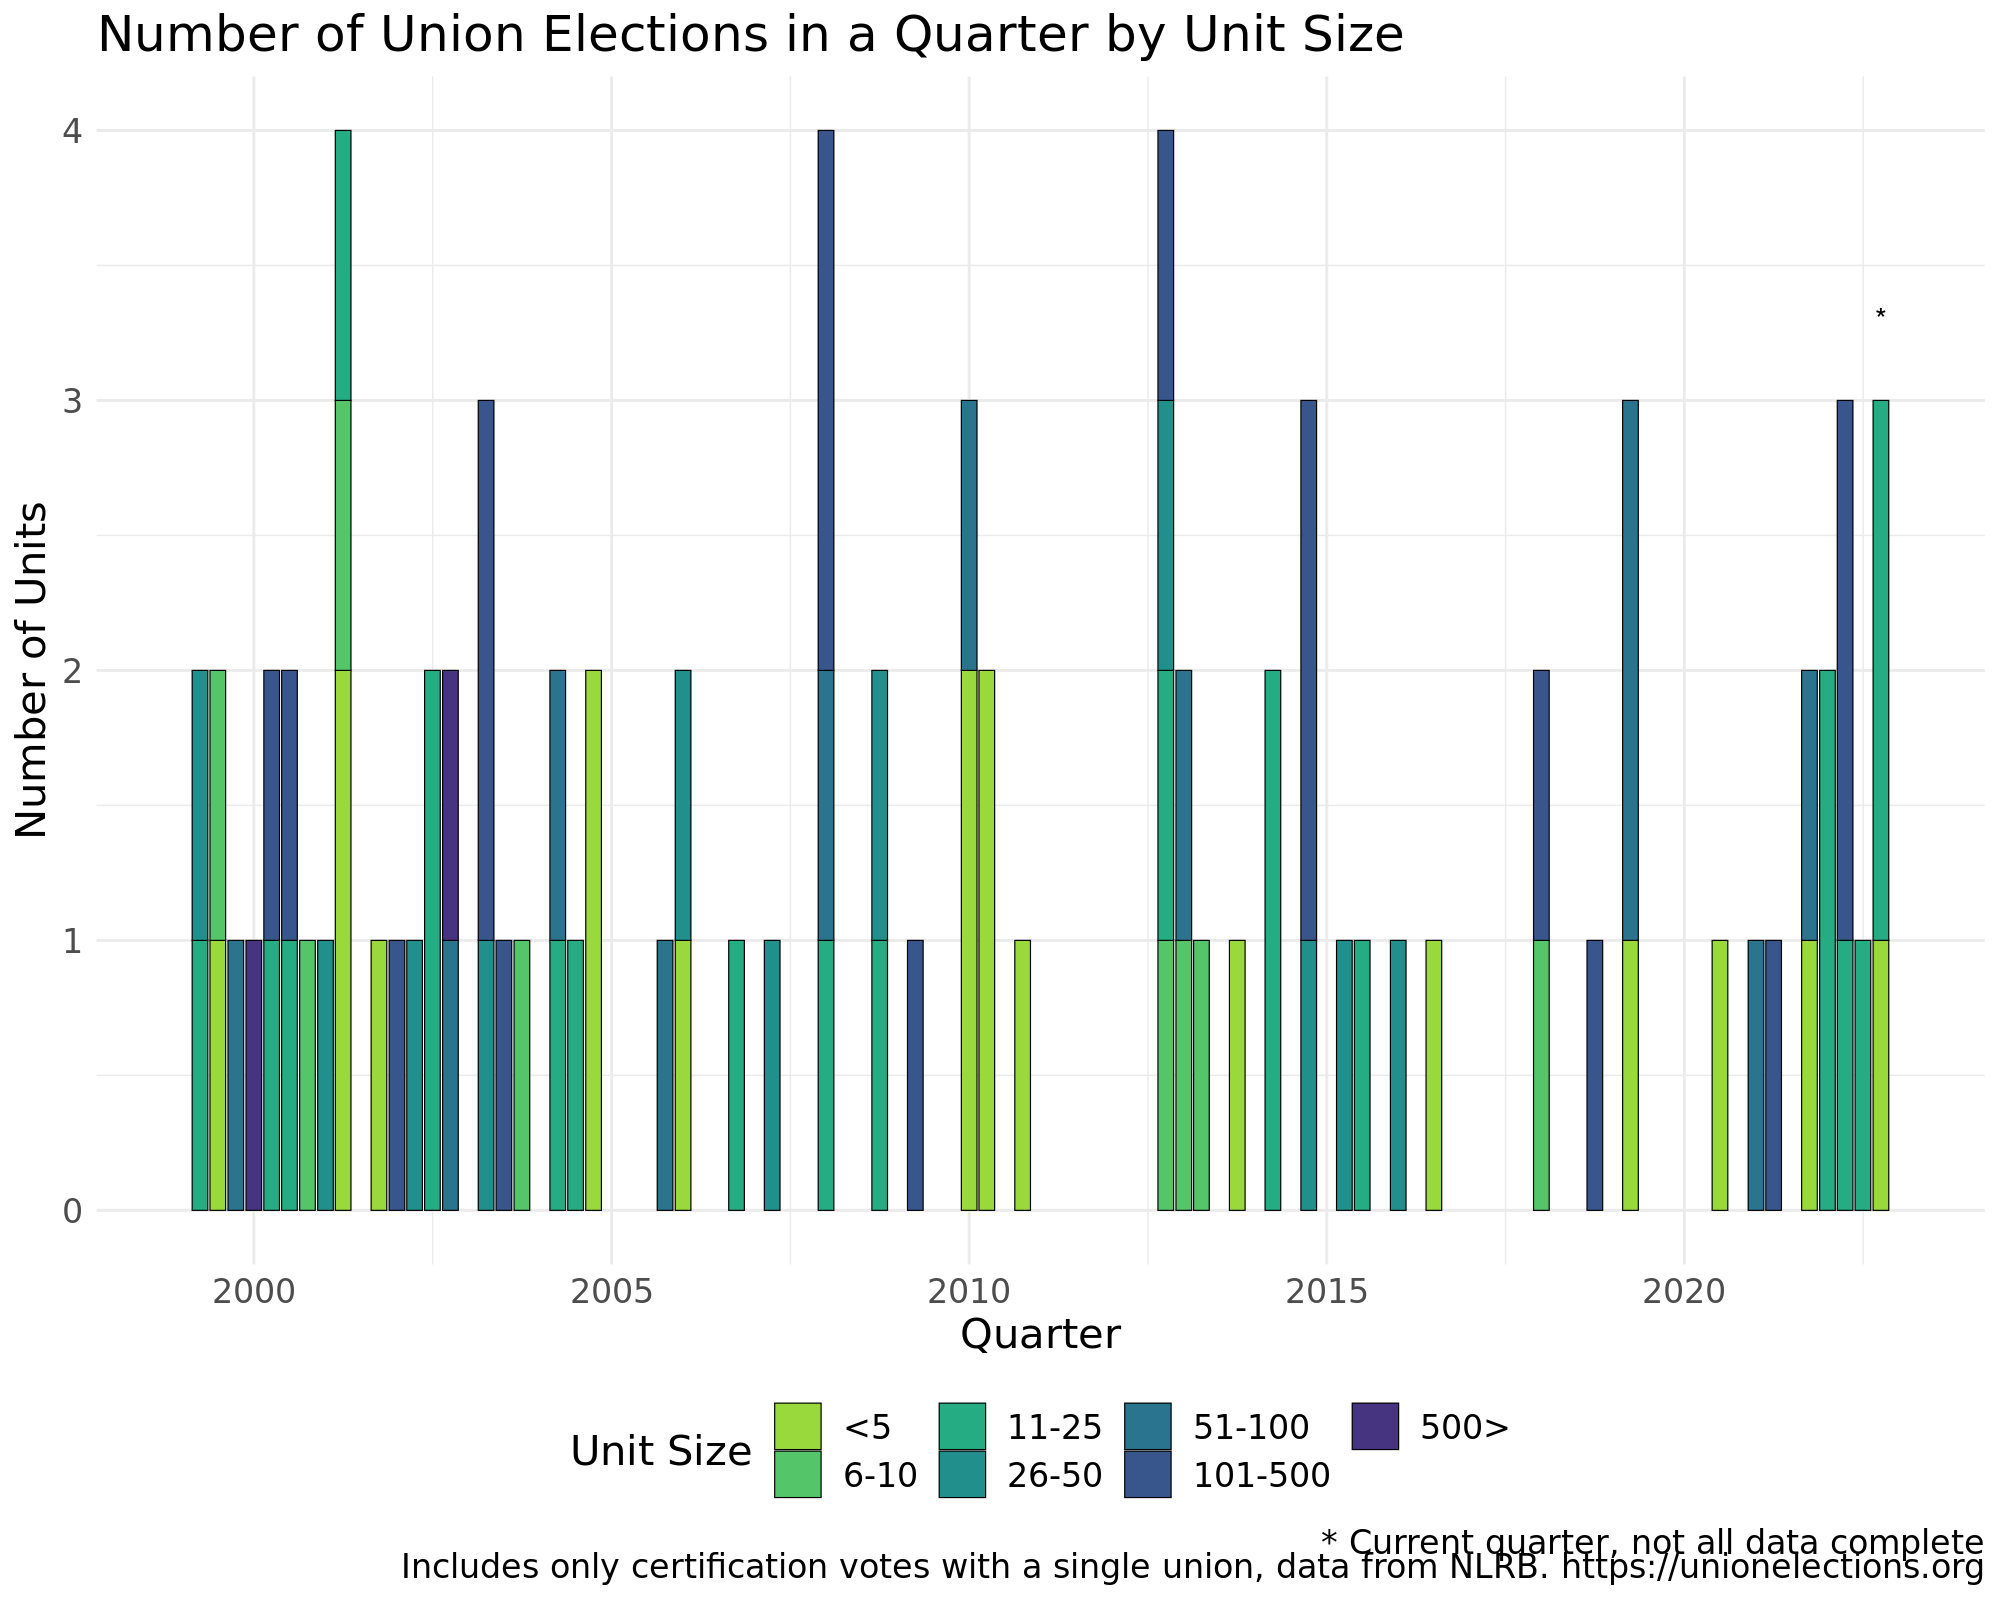 Number of Union Elections in a Quarter by Unit Size
Number of Units
4
3
2
1
0
*
2000 2005 2010 2015 2020
Quarter
Unit Size
<5 11-25 51-100 500>
6-10 26-50 101-500
* Current quarter, not all data complete
Includes only certification votes with a single union, data from NLRB. https://unionelections.org